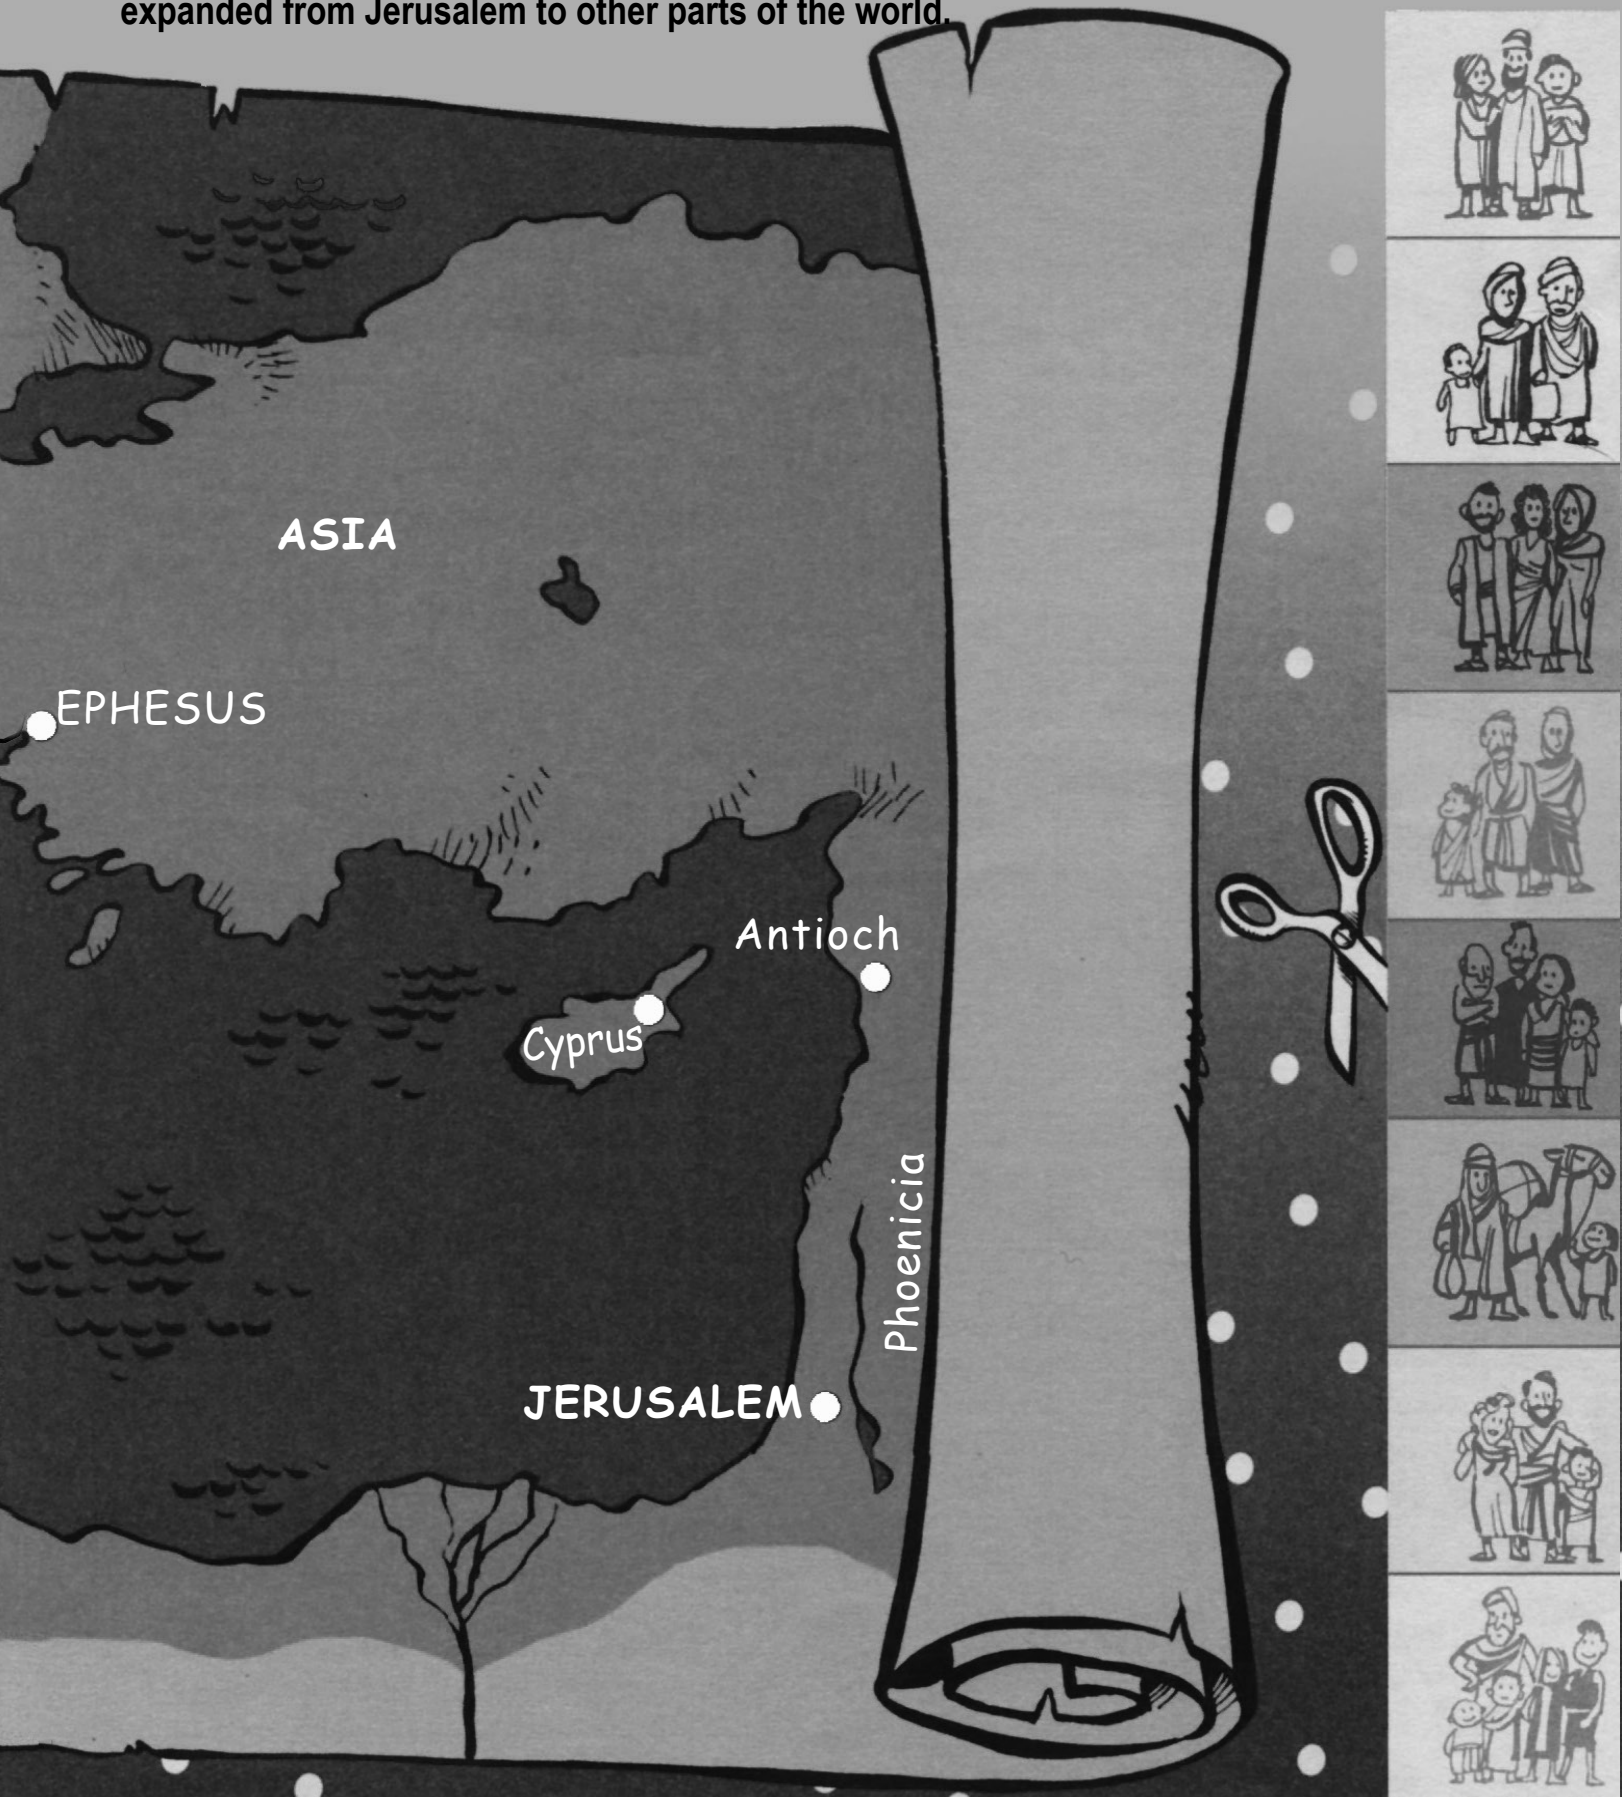 expanded from Jerusalem to other parts of the world.
ASIA
EPHESUS
Antioch
Cyprus
Phoenicia
JERUSALEM